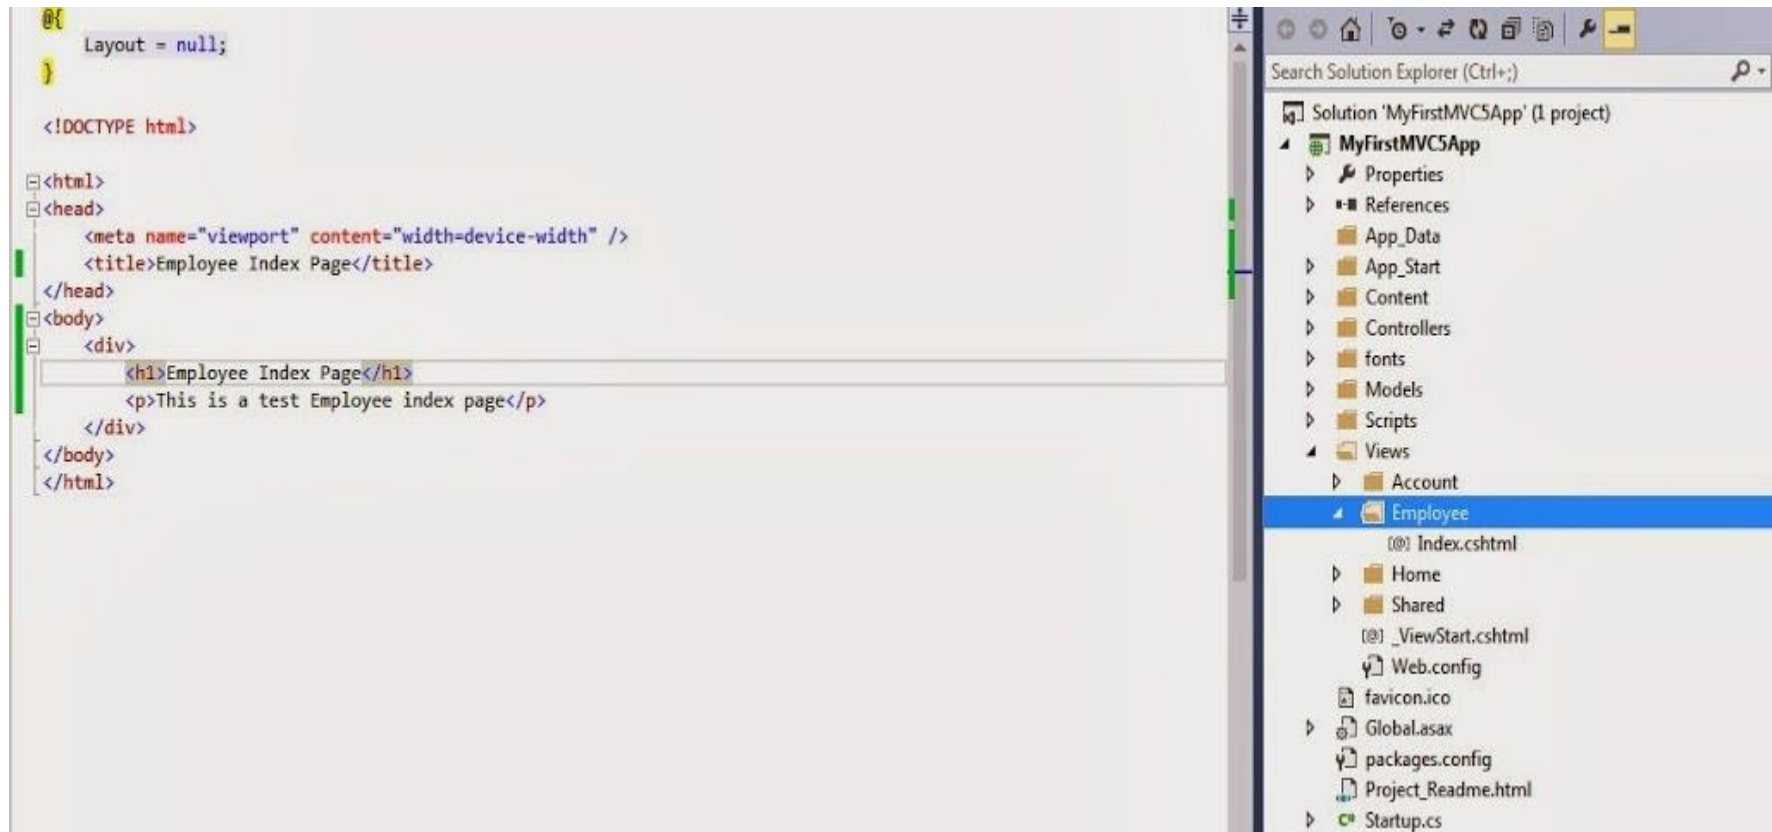 @{
    Layout = null;
}
<!DOCTYPE html>
<html>
<head>
    <meta name="viewport" content="width=device-width" />
    <title>Employee Index Page</title>
</head>
<body>
    <div>
        <h1>Employee Index Page</h1>
        <p>This is a test Employee index page</p>
    </div>
</body>
</html>
Search Solution Explorer (Ctrl+;)
Solution 'MyFirstMVC5App' (1 project)
MyFirstMVC5App
Properties
References
App_Data
App_Start
Content
Controllers
fonts
Models
Scripts
Views
Account
Employee
[@] Index.cshtml
Home
Shared
[@] _ViewStart.cshtml
Web.config
favicon.ico
Global.asax
packages.config
Project_Readme.html
C# Startup.cs